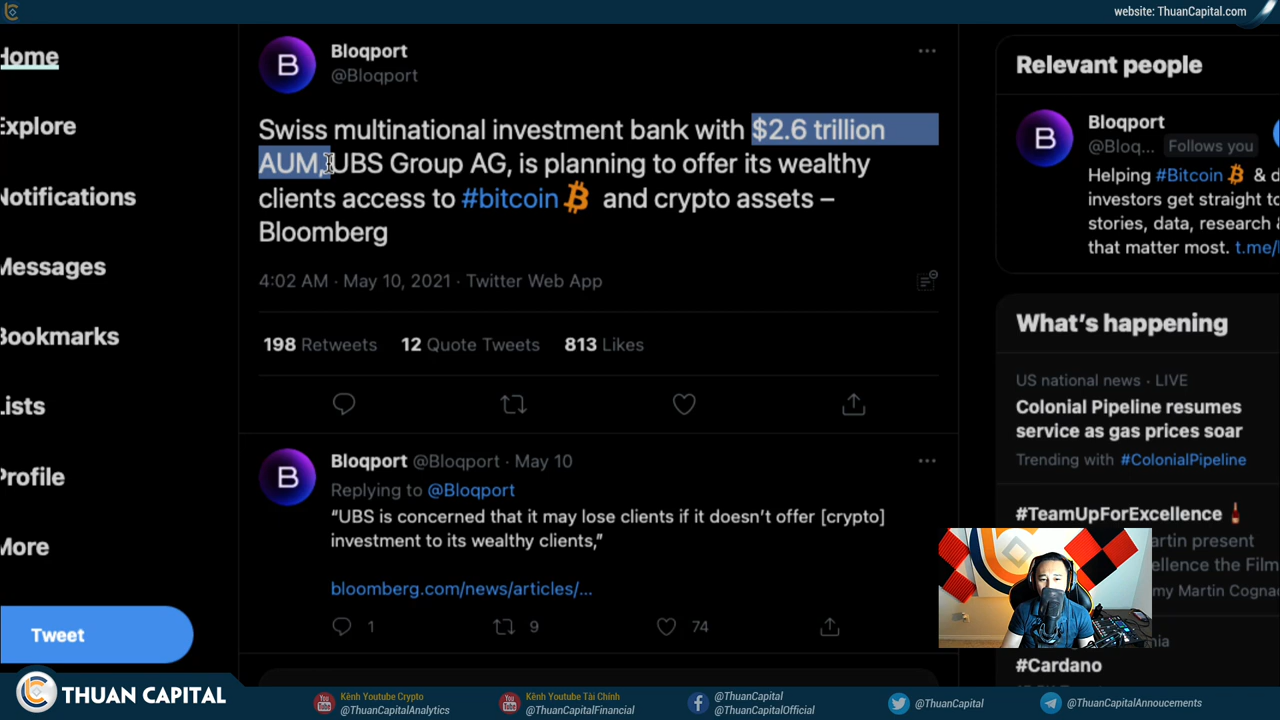 website: ThuanCapital.com
Home
Explore
Notifications
Messages
Bookmarks
Lists
Profile
More
Tweet
B
Bloqport
@Bloqport
Swiss multinational investment bank with $2.6 trillion
AUM, UBS Group AG, is planning to offer its wealthy
clients access to #bitcoin and crypto assets –
Bloomberg
4:02 AM · May 10, 2021 · Twitter Web App
198 Retweets 12 Quote Tweets 813 Likes
B
Bloqport @Bloqport · May 10
Replying to @Bloqport
“UBS is concerned that it may lose clients if it doesn’t offer [crypto]
investment to its wealthy clients,”
bloomberg.com/news/articles/...
1 9 74
Relevant people
B
Bloqport
@Bloq... Follows you
Helping #Bitcoin & d
investors get straight to
stories, data, research &
that matter most. t.me/
What’s happening
US national news · LIVE
Colonial Pipeline resumes
service as gas prices soar
Trending with #ColonialPipeline
#TeamUpForExcellence
artin present
ellence the Film
my Martin Cognac
#Cardano
THUAN CAPITAL
Kênh Youtube Crypto
@ThuanCapitalAnalytics
Kênh Youtube Tài Chính
@ThuanCapitalFinancial
@ThuanCapital
@ThuanCapitalOfficial
@ThuanCapital
@ThuanCapitalAnnoucements